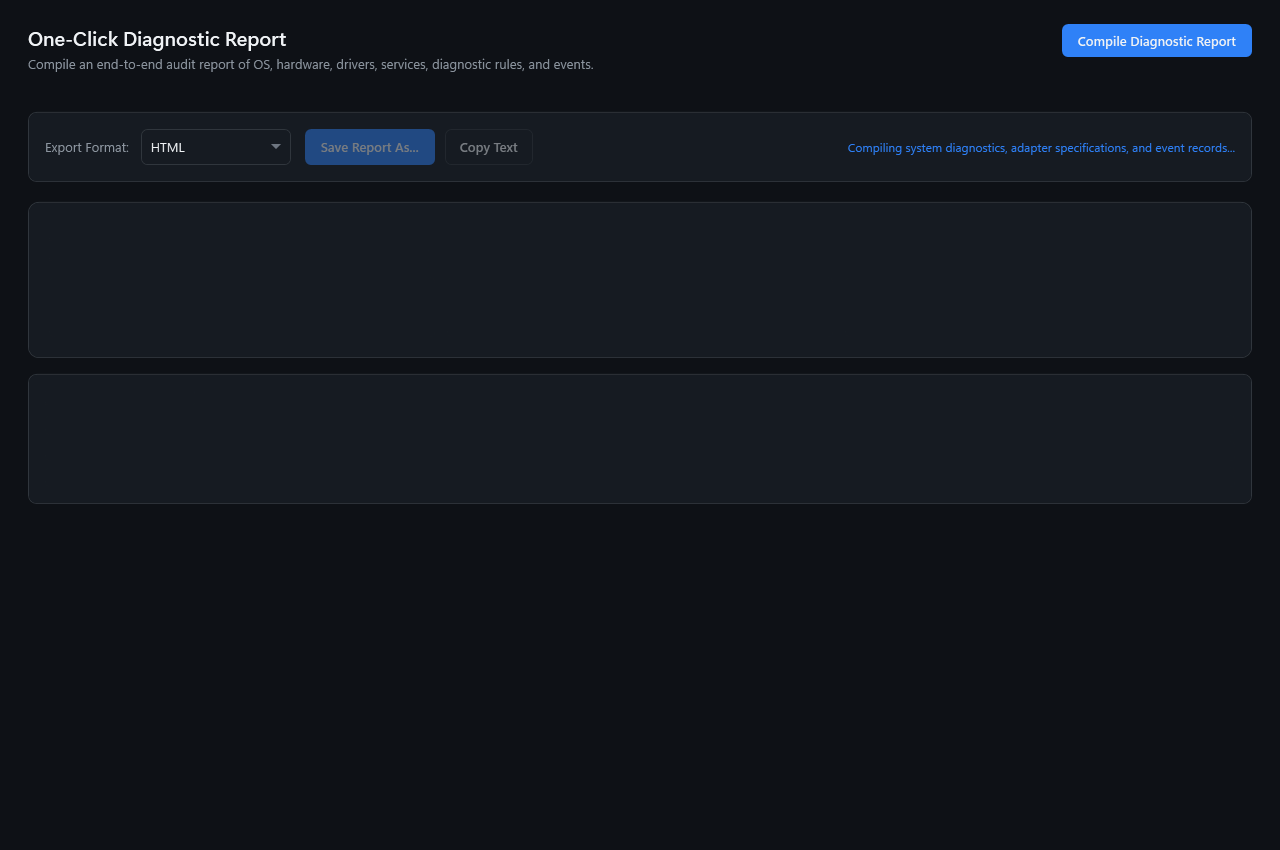 One-Click Diagnostic Report
Compile Diagnostic Report
Compile an end-to-end audit report of OS, hardware, drivers, services, diagnostic rules, and events.
Export Format:
HTML
Save Report As...
Copy Text
Compiling system diagnostics, adapter specifications, and event records...